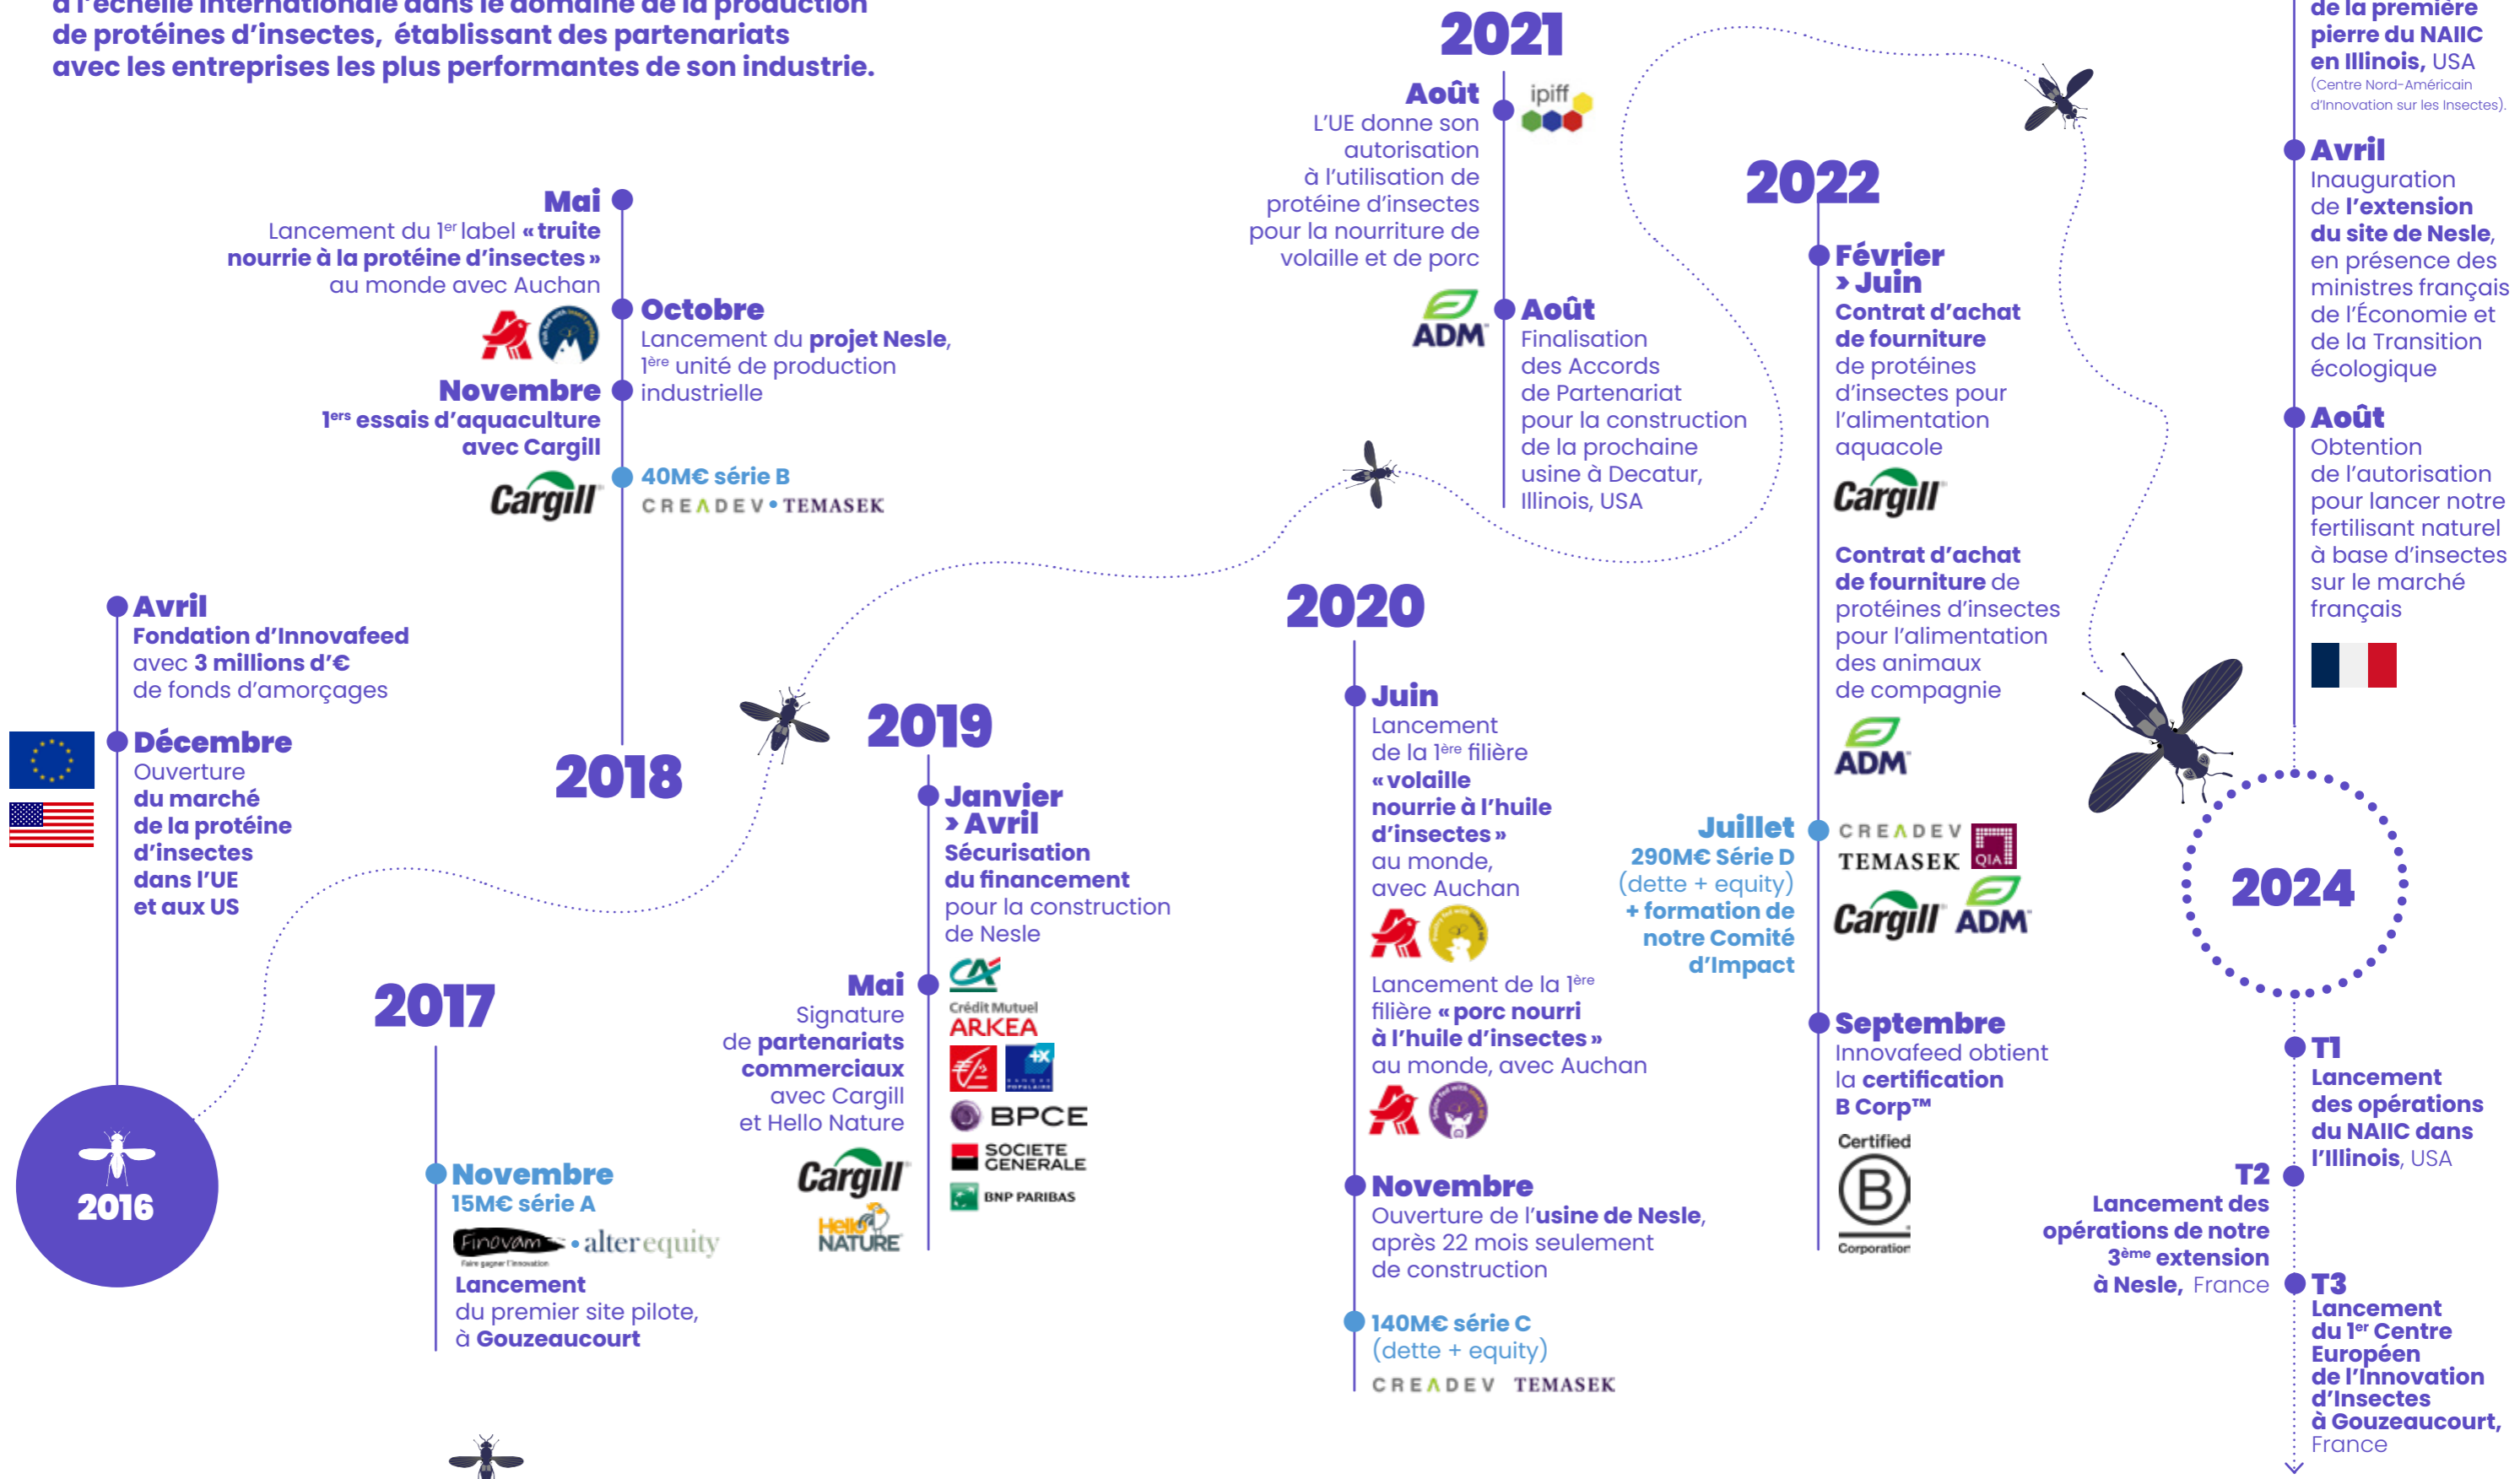 à l'échelle internationale dans le domaine de la production
de protéines d'insectes, établissant des partenariats
avec les entreprises les plus performantes de son industrie.
2016
Avril
Fondation d'Innovafeed
avec 3 millions d'€
de fonds d'amorçages
Décembre
Ouverture
du marché
de la protéine
d'insectes
dans l'UE
et aux US
2017
Novembre
15M€ série A
Finovam
Faire gagner l'innovation
• alter equity
Lancement
du premier site pilote,
à Gouzeaucourt
2018
Mai
Lancement du 1er label « truite
nourrie à la protéine d'insectes »
au monde avec Auchan
Octobre
Lancement du projet Nesle,
1ère unité de production
industrielle
Novembre
1ers essais d'aquaculture
avec Cargill
Cargill
40M€ série B
CREADEV • TEMASEK
2019
Janvier
> Avril
Sécurisation
du financement
pour la construction
de Nesle
CA
Crédit Mutuel
ARKEA
BANQUE
POPULAIRE
BPCE
SOCIETE
GENERALE
BNP PARIBAS
Mai
Signature
de partenariats
commerciaux
avec Cargill
et Hello Nature
Cargill
Hello
NATURE
2020
Juin
Lancement
de la 1ère filière
« volaille
nourrie à l'huile
d'insectes »
au monde,
avec Auchan
Lancement de la 1ère
filière « porc nourri
à l'huile d'insectes »
au monde, avec Auchan
Novembre
Ouverture de l'usine de Nesle,
après 22 mois seulement
de construction
140M€ série C
(dette + equity)
CREADEV TEMASEK
2021
Août
L'UE donne son
autorisation
à l'utilisation de
protéine d'insectes
pour la nourriture de
volaille et de porc
ipiff
ADM
Août
Finalisation
des Accords
de Partenariat
pour la construction
de la prochaine
usine à Decatur,
Illinois, USA
2022
Février
> Juin
Contrat d'achat
de fourniture
de protéines
d'insectes pour
l'alimentation
aquacole
Cargill
Contrat d'achat
de fourniture de
protéines d'insectes
pour l'alimentation
des animaux
de compagnie
ADM
Juillet
290M€ Série D
(dette + equity)
+ formation de
notre Comité
d'Impact
CREADEV
TEMASEK
QIA
Cargill
ADM
Septembre
Innovafeed obtient
la certification
B Corp™
Certified
B
Corporation
de la première
pierre du NAIIC
en Illinois, USA
(Centre Nord-Américain
d'Innovation sur les Insectes).
Avril
Inauguration
de l'extension
du site de Nesle,
en présence des
ministres français
de l'Économie et
de la Transition
écologique
Août
Obtention
de l'autorisation
pour lancer notre
fertilisant naturel
à base d'insectes
sur le marché
français
2024
T1
Lancement
des opérations
du NAIIC dans
l'Illinois, USA
T2
Lancement des
opérations de notre
3ème extension
à Nesle, France
T3
Lancement
du 1er Centre
Européen
de l'Innovation
d'Insectes
à Gouzeaucourt,
France